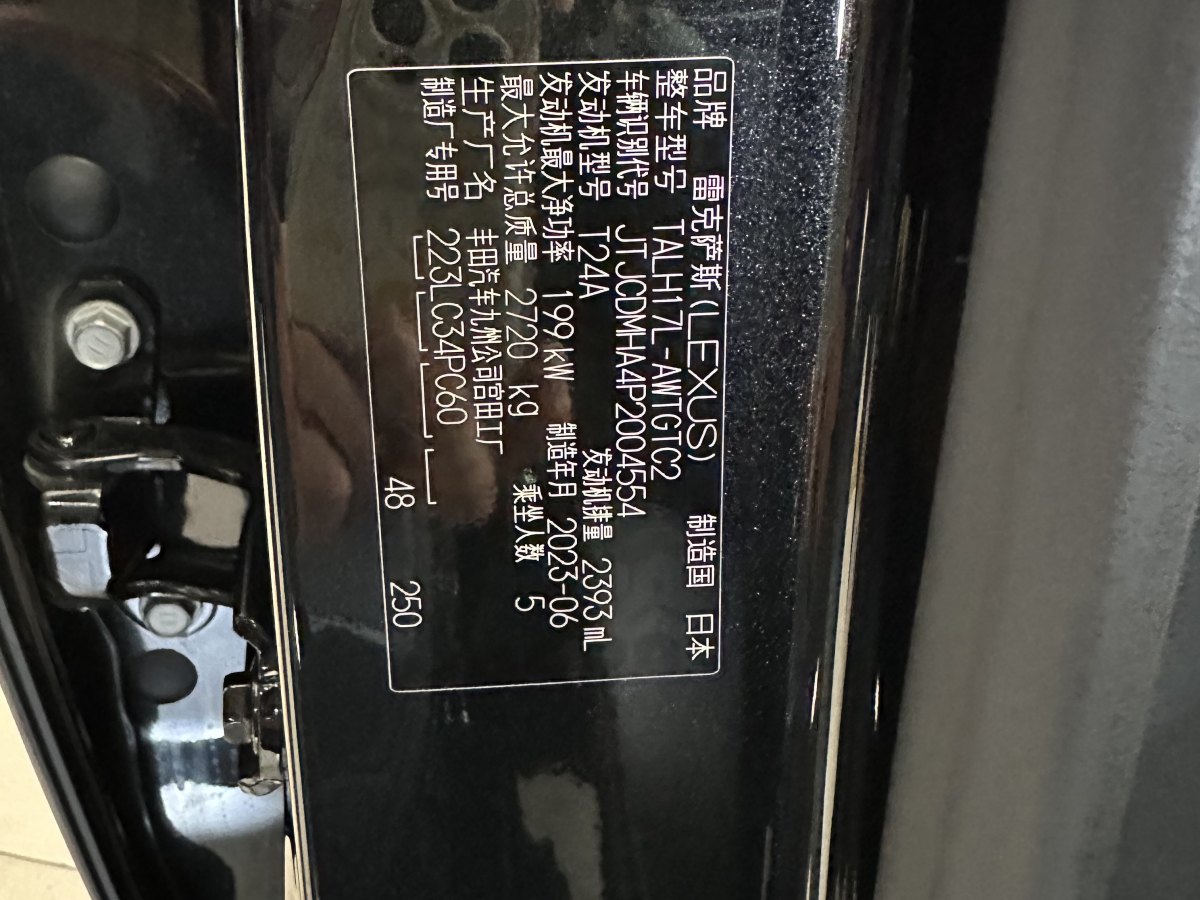 品牌 雷克萨斯(LEXUS) 制造国 日本
整车型号 TALH17L-AWTGTC2
车辆识别代号 JTJCDMHA4P2004554
发动机型号 T24A 发动机排量 2393 mL
发动机最大净功率 199 kW 制造年月 2023-06
最大允许总质量 2720 kg 乘坐人数 5
生产厂名 丰田汽车九州公司宫田工厂
制造厂专用号 223LC34PC60
48 250